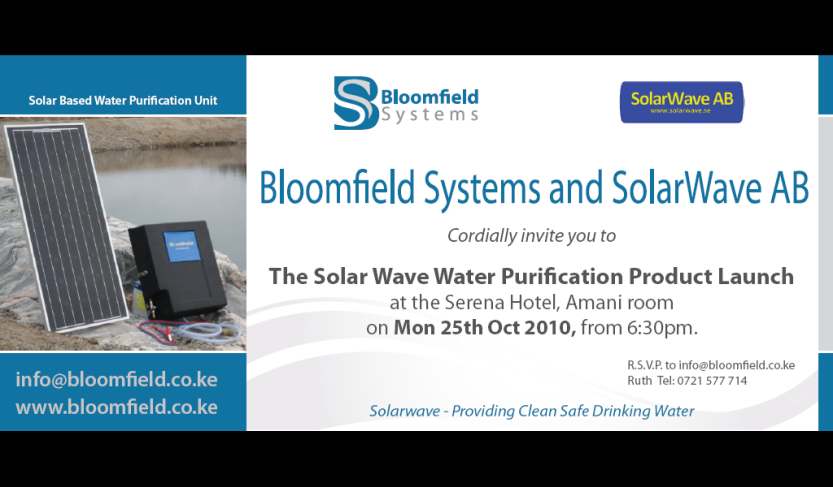 Solar Based Water Purification Unit
info@bloomfield.co.ke
www.bloomfield.co.ke
Bloomfield
Systems
SolarWave AB
www.solarwave.se
Bloomfield Systems and SolarWave AB
Cordially invite you to
The Solar Wave Water Purification Product Launch
at the Serena Hotel, Amani room
on Mon 25th Oct 2010, from 6:30pm.
R.S.V.P. to info@bloomfield.co.ke
Ruth Tel: 0721 577 714
Solarwave - Providing Clean Safe Drinking Water